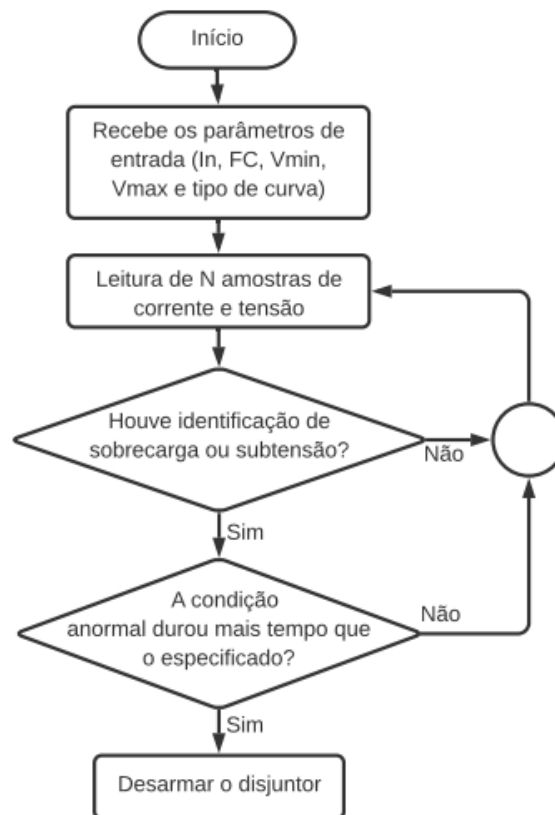 Início
Recebe os parâmetros de
entrada (In, FC, Vmin,
Vmax e tipo de curva)
Leitura de N amostras de
corrente e tensão
Houve identificação de
sobrecarga ou subtensão?
Não
Sim
A condição
anormal durou mais tempo que
o especificado?
Não
Sim
Desarmar o disjuntor